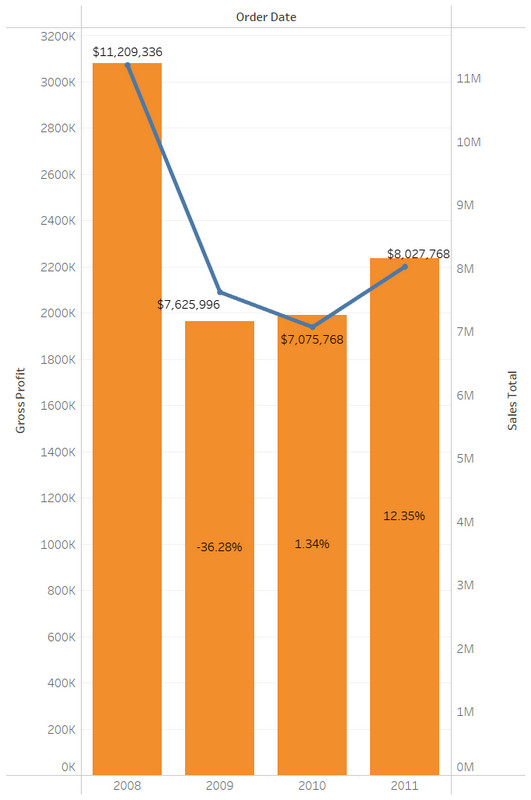 Order Date
3200K
3000K
2800K
2600K
2400K
2200K
2000K
1800K
1600K
1400K
1200K
1000K
800K
600K
400K
200K
0K
Gross Profit
$11,209,336
$7,625,996
$7,075,768
$8,027,768
-36.28%
1.34%
12.35%
11M
10M
9M
8M
7M
6M
5M
4M
3M
2M
1M
0M
Sales Total
2008
2009
2010
2011